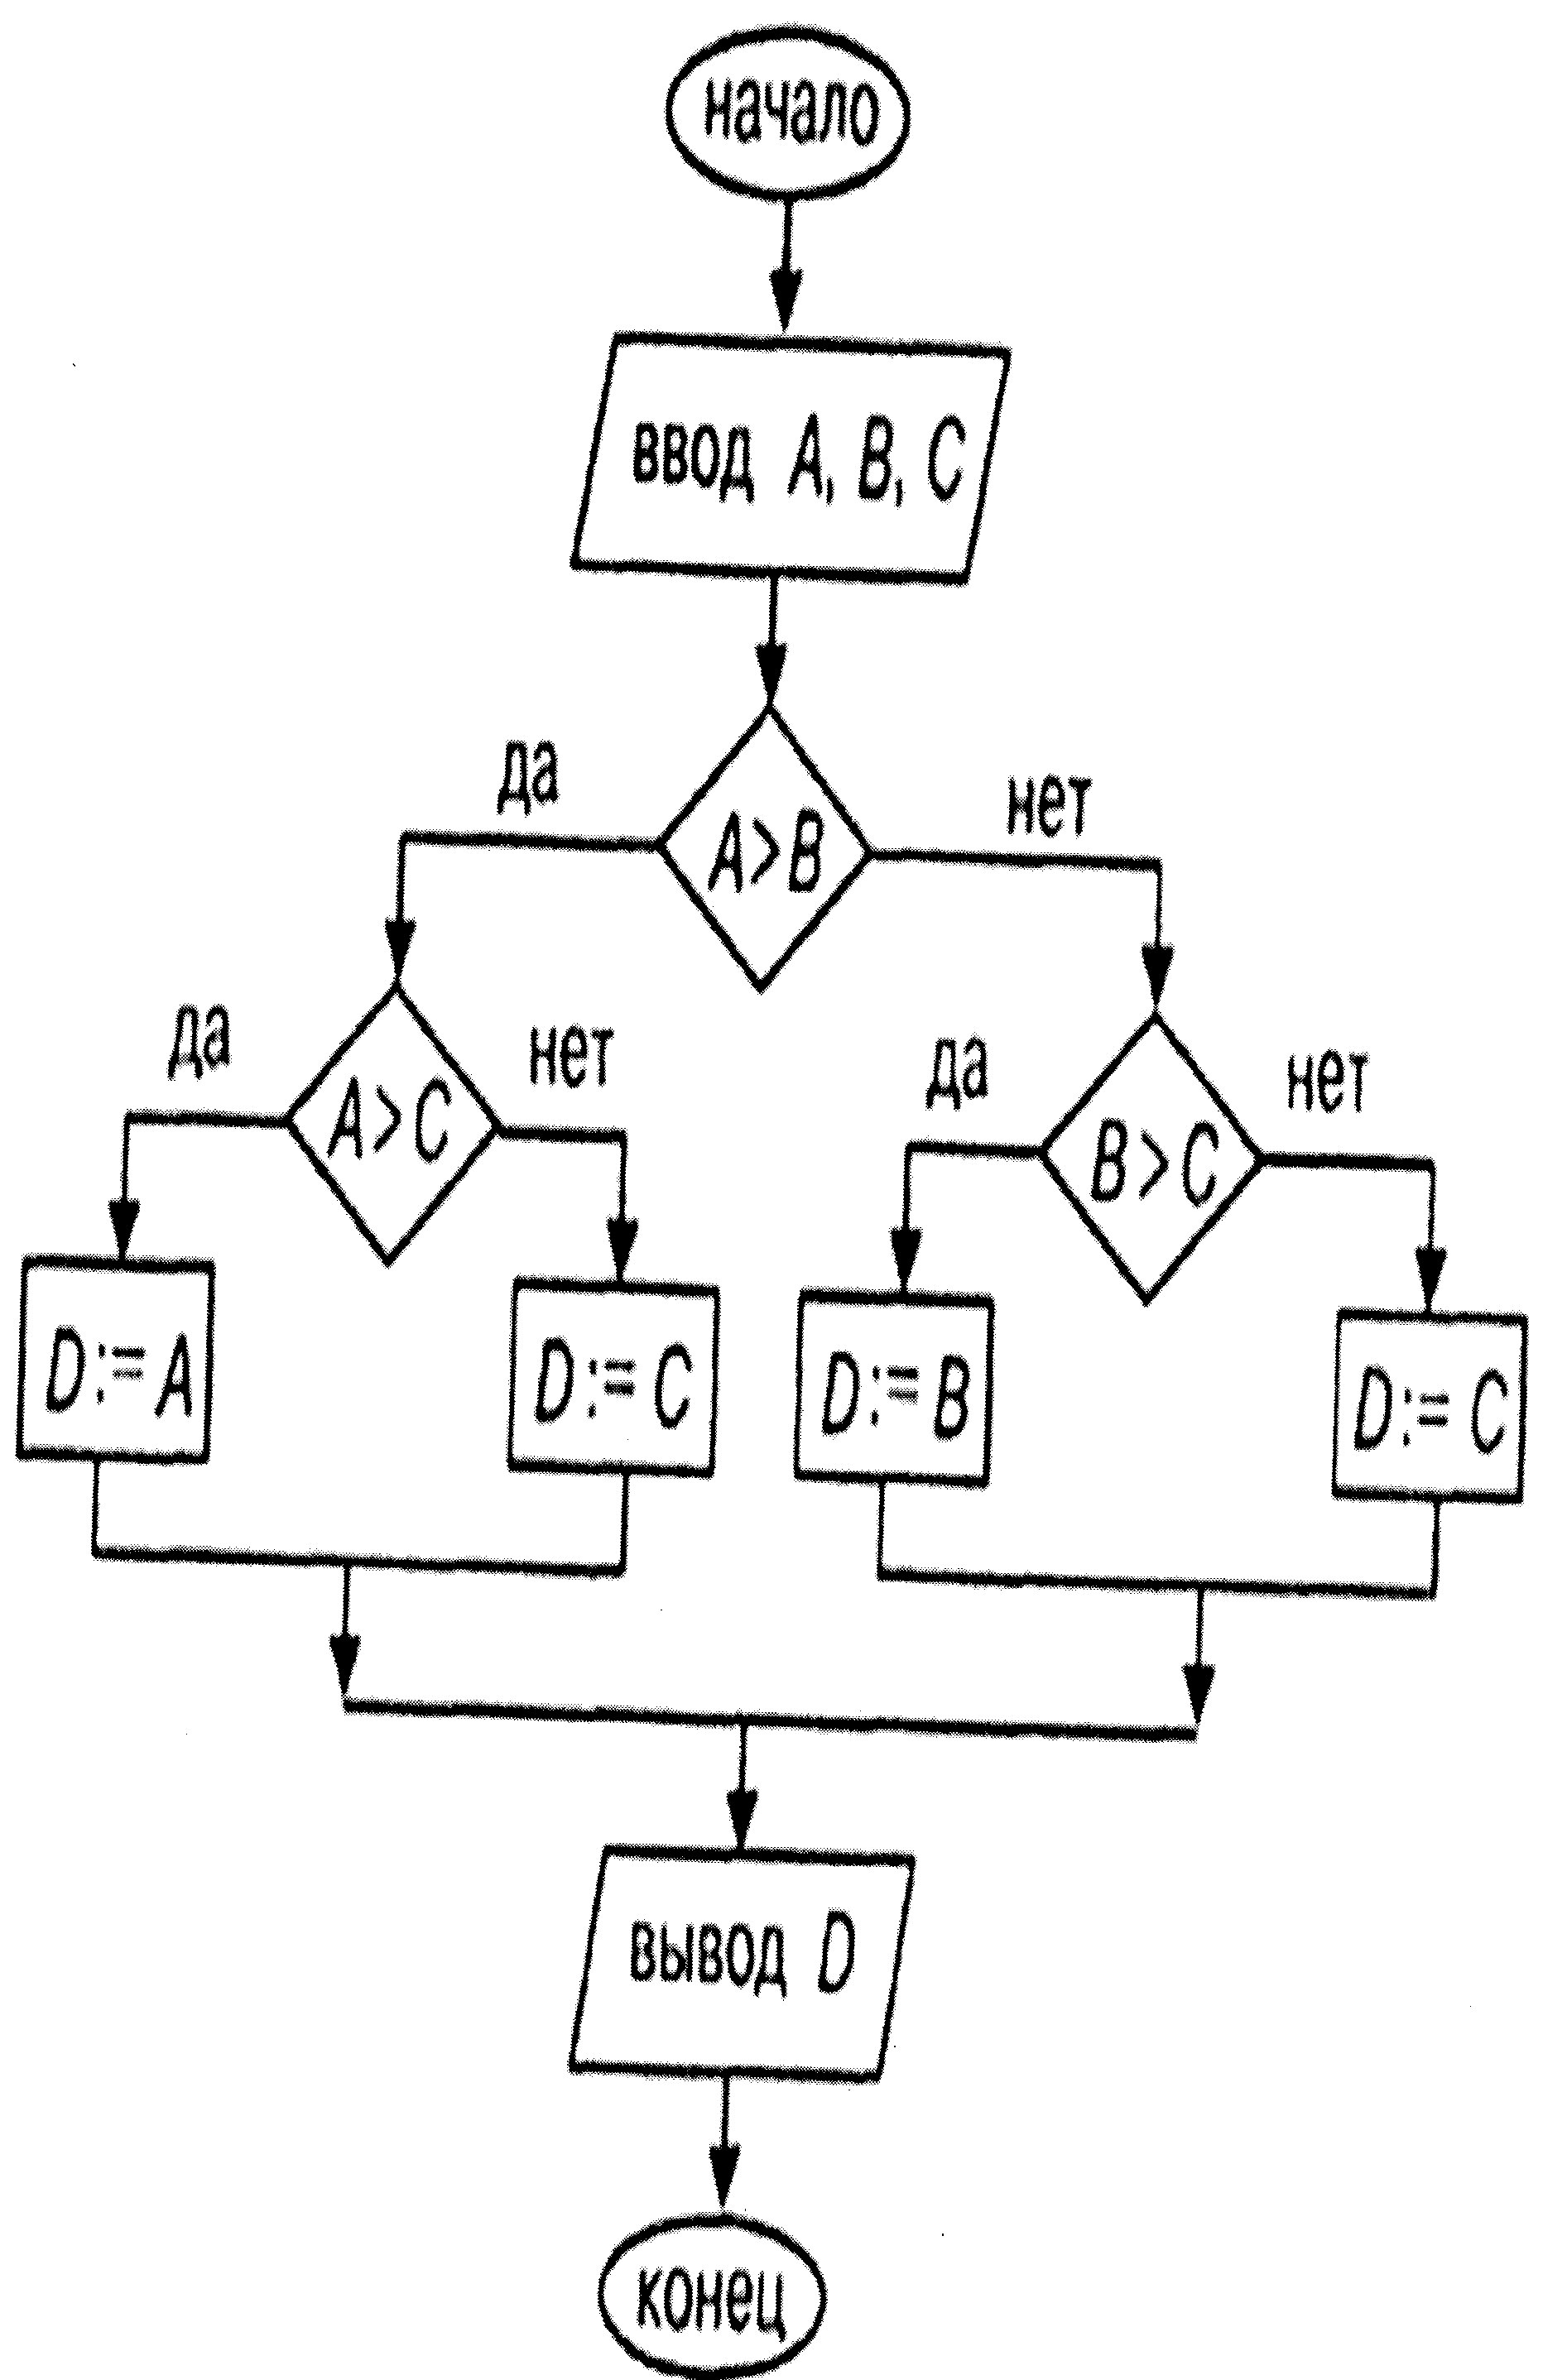 начало
ввод A, B, C
да
нет
A > B
да
нет
да
нет
A > C
B > C
D := A
D := C
D := B
D := C
вывод D
конец